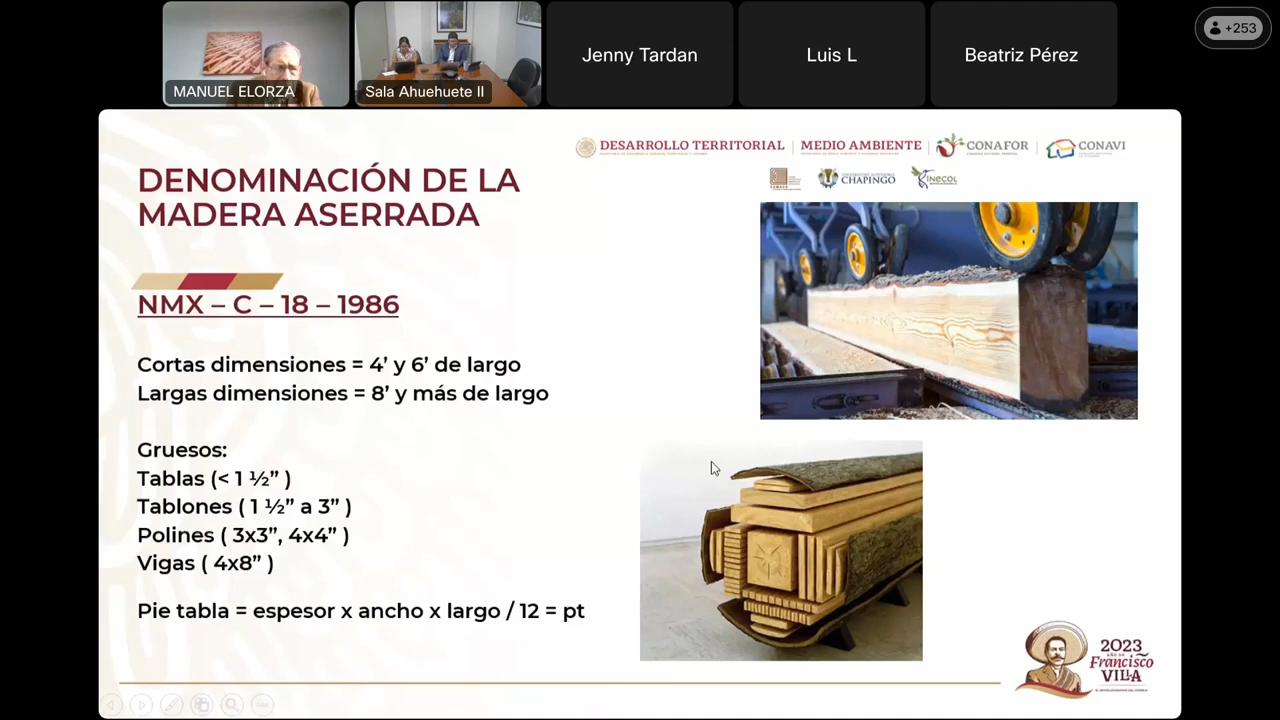 MANUEL ELORZA
Sala Ahuehuete II
Jenny Tardan
Luis L
Beatriz Pérez
+253
DESARROLLO TERRITORIAL
MEDIO AMBIENTE
CONAFOR
CONAVI
CHAPINGO
INECOL
DENOMINACIÓN DE LA
MADERA ASERRADA
NMX – C – 18 – 1986
Cortas dimensiones = 4’ y 6’ de largo
Largas dimensiones = 8’ y más de largo
Gruesos:
Tablas (< 1 ½” )
Tablones ( 1 ½” a 3” )
Polines ( 3x3”, 4x4” )
Vigas ( 4x8” )
Pie tabla = espesor x ancho x largo / 12 = pt
2023
Francisco
VILLA